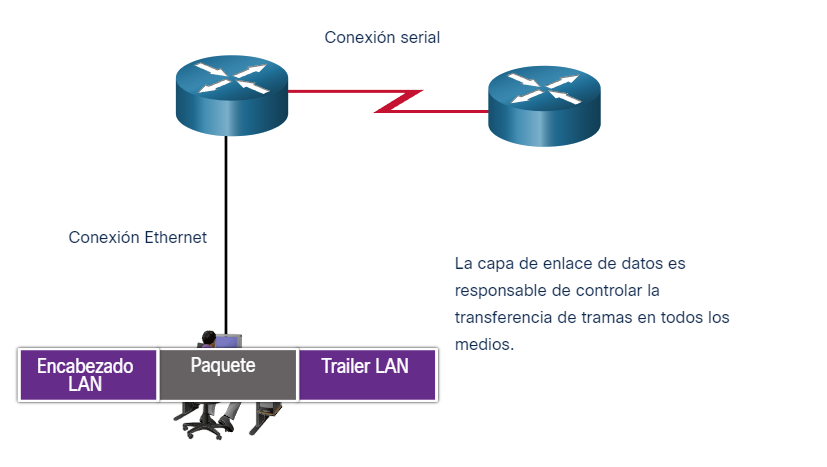 Conexión serial
Conexión Ethernet
La capa de enlace de datos es
responsable de controlar la
transferencia de tramas en todos los
medios.
Encabezado
LAN
Paquete
Trailer LAN